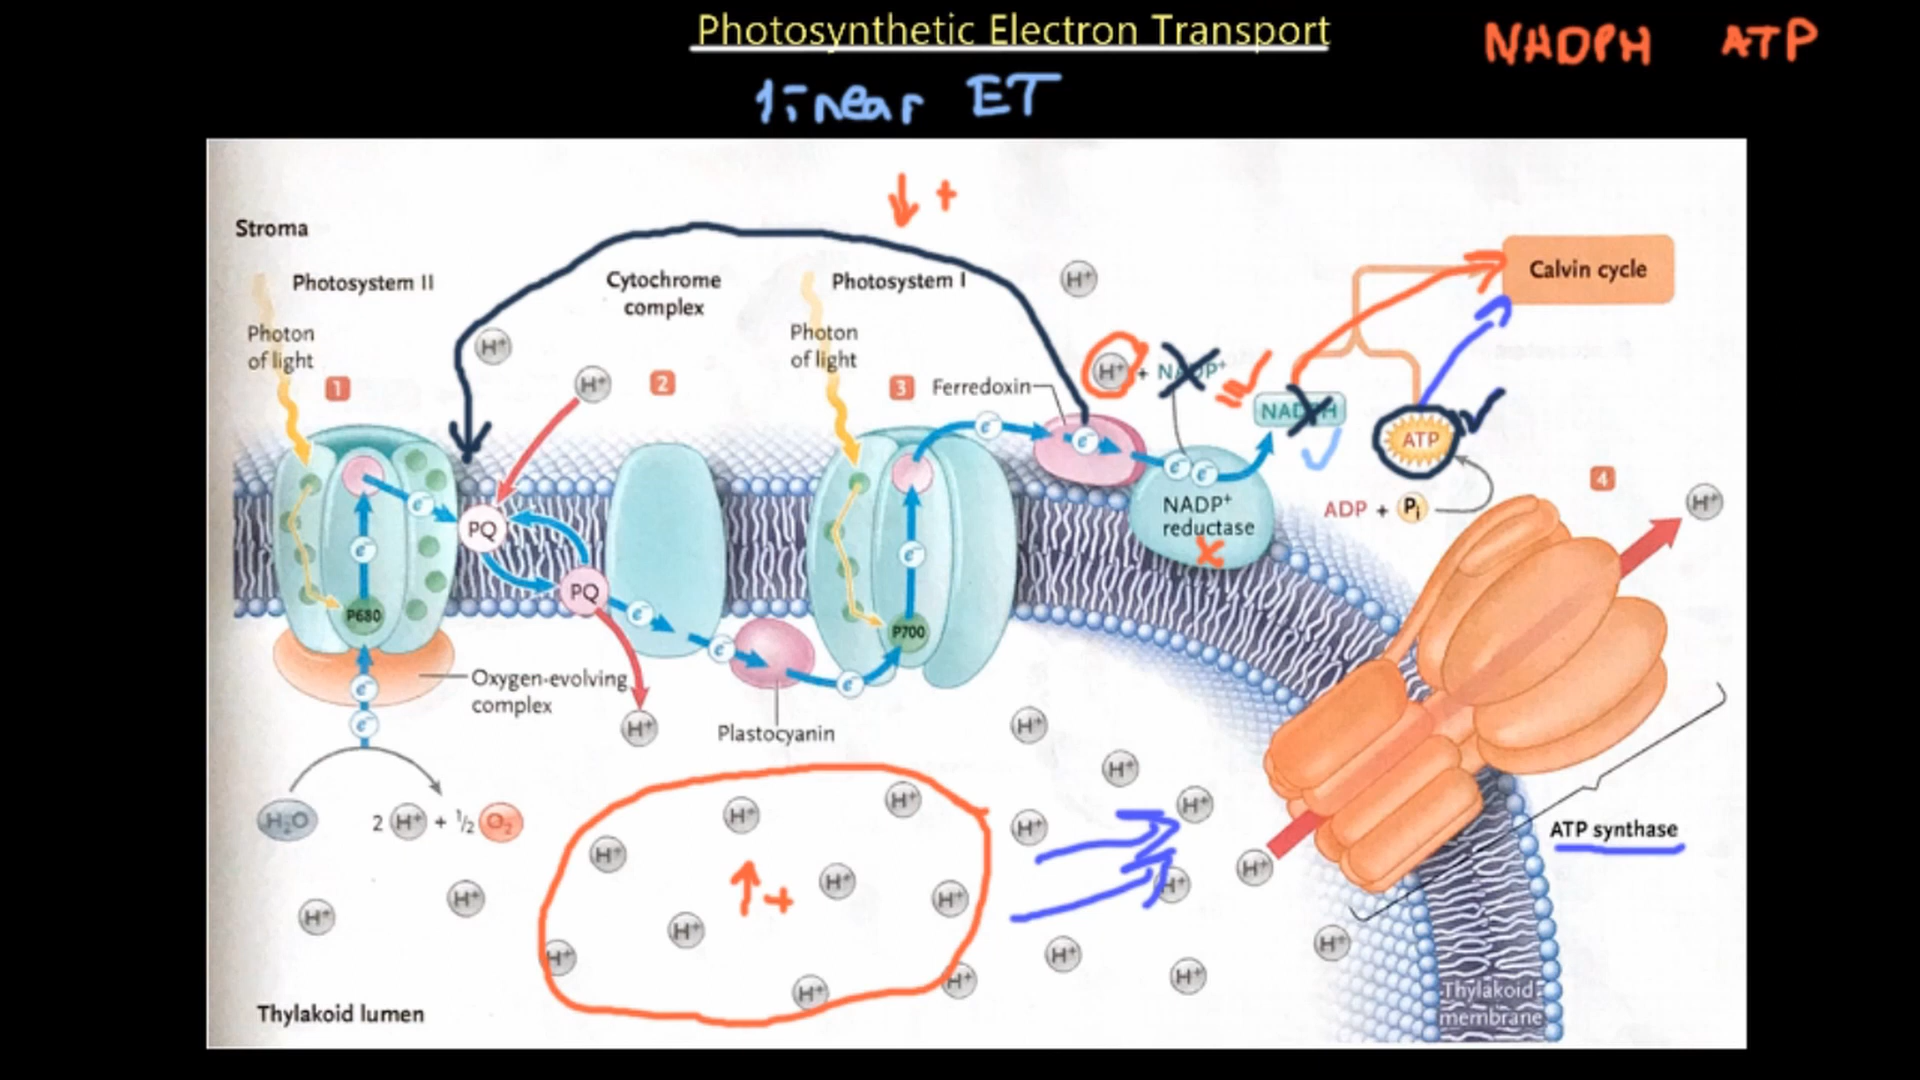 Photosynthetic Electron Transport
NADPH ATP
linear ET
↓ +
Stroma
Photosystem II
Cytochrome
complex
Photosystem I
H⁺
Calvin cycle
Photon
of light
H⁺
Photon
of light
1
H⁺
2
3
Ferredoxin
H⁺ + NADP⁺
NADPH
e⁻
e⁻
ATP
4
e⁻
PQ
e⁻ e⁻
NADP⁺
reductase
x
ADP + Pᵢ
H⁺
e⁻
e⁻
PQ
P680
e⁻
P700
e⁻
e⁻
e⁻
e⁻
Oxygen-evolving
complex
H⁺
Plastocyanin
H⁺
H⁺
H₂O
2 H⁺ + ½ O₂
H⁺
H⁺
H⁺
H⁺
H⁺
ATP synthase
H⁺
↑ +
H⁺
H⁺
H⁺
H⁺
H⁺
H⁺
H⁺
H⁺
H⁺
H⁺
H⁺
H⁺
H⁺
Thylakoid lumen
Thylakoid
membrane